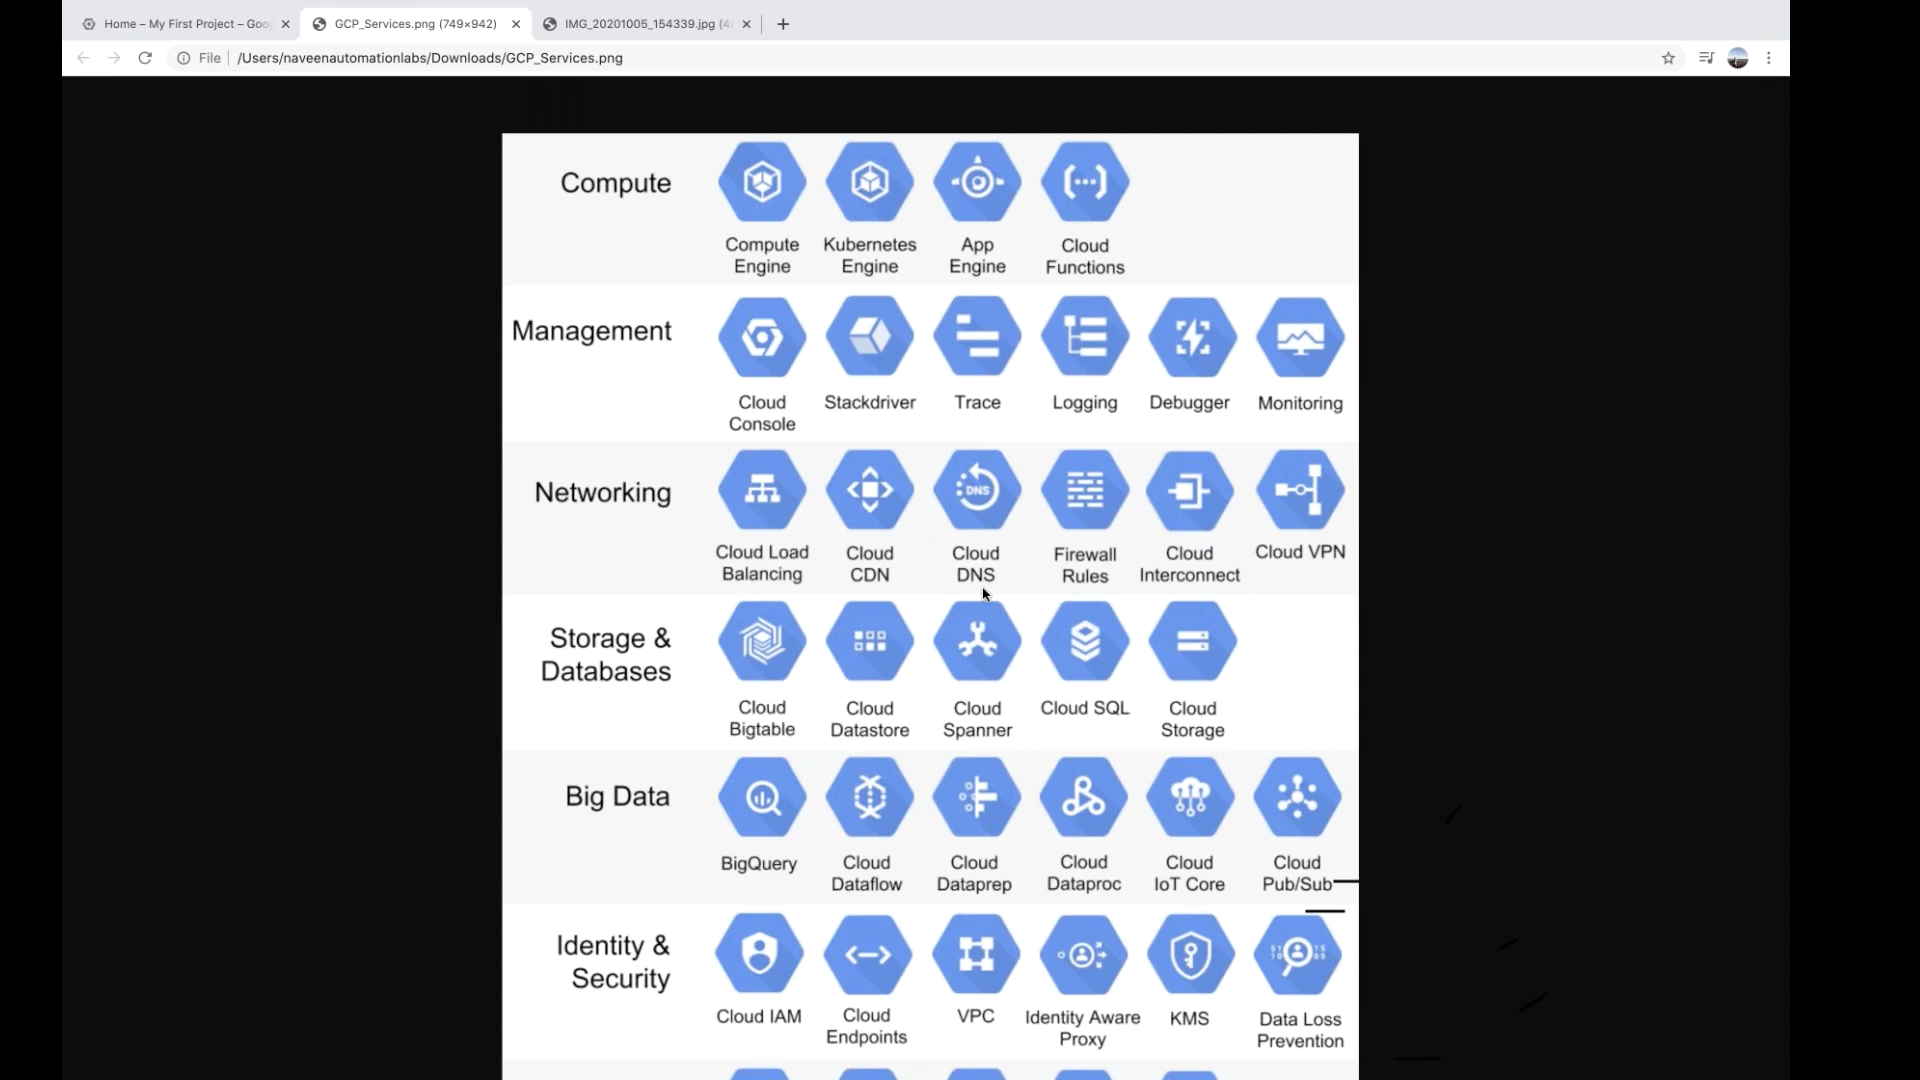 Home – My First Project – Goo
GCP_Services.png (749×942)
IMG_20201005_154339.jpg (4
File
/Users/naveenautomationlabs/Downloads/GCP_Services.png
Compute
Compute
Engine
Kubernetes
Engine
App
Engine
Cloud
Functions
Management
Cloud
Console
Stackdriver
Trace
Logging
Debugger
Monitoring
Networking
DNS
Cloud Load
Balancing
Cloud
CDN
Cloud
DNS
Firewall
Rules
Cloud
Interconnect
Cloud VPN
Storage &
Databases
Cloud
Bigtable
Cloud
Datastore
Cloud
Spanner
Cloud SQL
Cloud
Storage
Big Data
BigQuery
Cloud
Dataflow
Cloud
Dataprep
Cloud
Dataproc
Cloud
IoT Core
Cloud
Pub/Sub
Identity &
Security
Cloud IAM
Cloud
Endpoints
VPC
Identity Aware
Proxy
KMS
Data Loss
Prevention